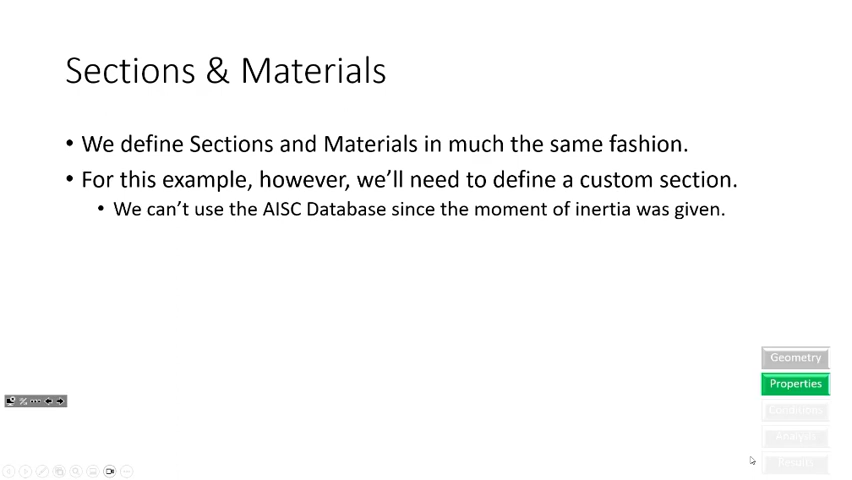 Sections & Materials
• We define Sections and Materials in much the same fashion.
• For this example, however, we'll need to define a custom section.
• We can't use the AISC Database since the moment of inertia was given.
Geometry
Properties
Conditions
Analysis
Results